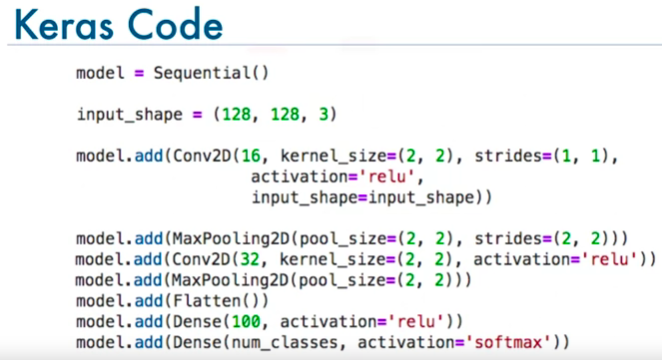 Keras Code
model = Sequential()
input_shape = (128, 128, 3)
model.add(Conv2D(16, kernel_size=(2, 2), strides=(1, 1),
activation='relu',
input_shape=input_shape))
model.add(MaxPooling2D(pool_size=(2, 2), strides=(2, 2)))
model.add(Conv2D(32, kernel_size=(2, 2), activation='relu'))
model.add(MaxPooling2D(pool_size=(2, 2)))
model.add(Flatten())
model.add(Dense(100, activation='relu'))
model.add(Dense(num_classes, activation='softmax'))